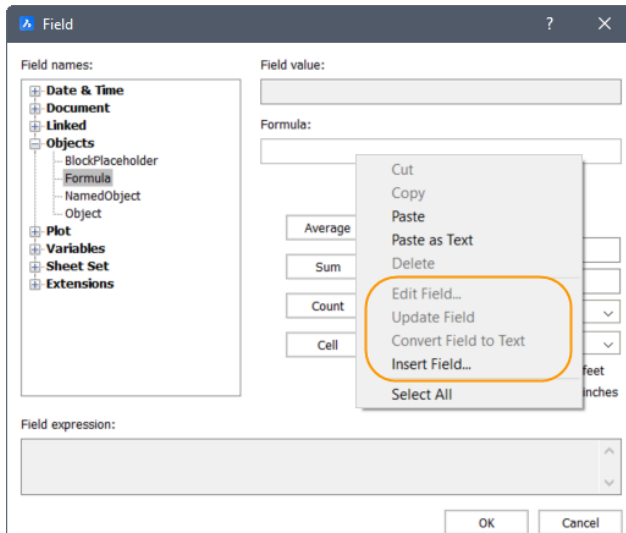 Field
Field names:
Date & Time
Document
Linked
Objects
BlockPlaceholder
Formula
NamedObject
Object
Plot
Variables
Sheet Set
Extensions
Field value:
Formula:
Average
Sum
Count
Cell
Cut
Copy
Paste
Paste as Text
Delete
Edit Field...
Update Field
Convert Field to Text
Insert Field...
Select All
feet
inches
Field expression:
OK
Cancel